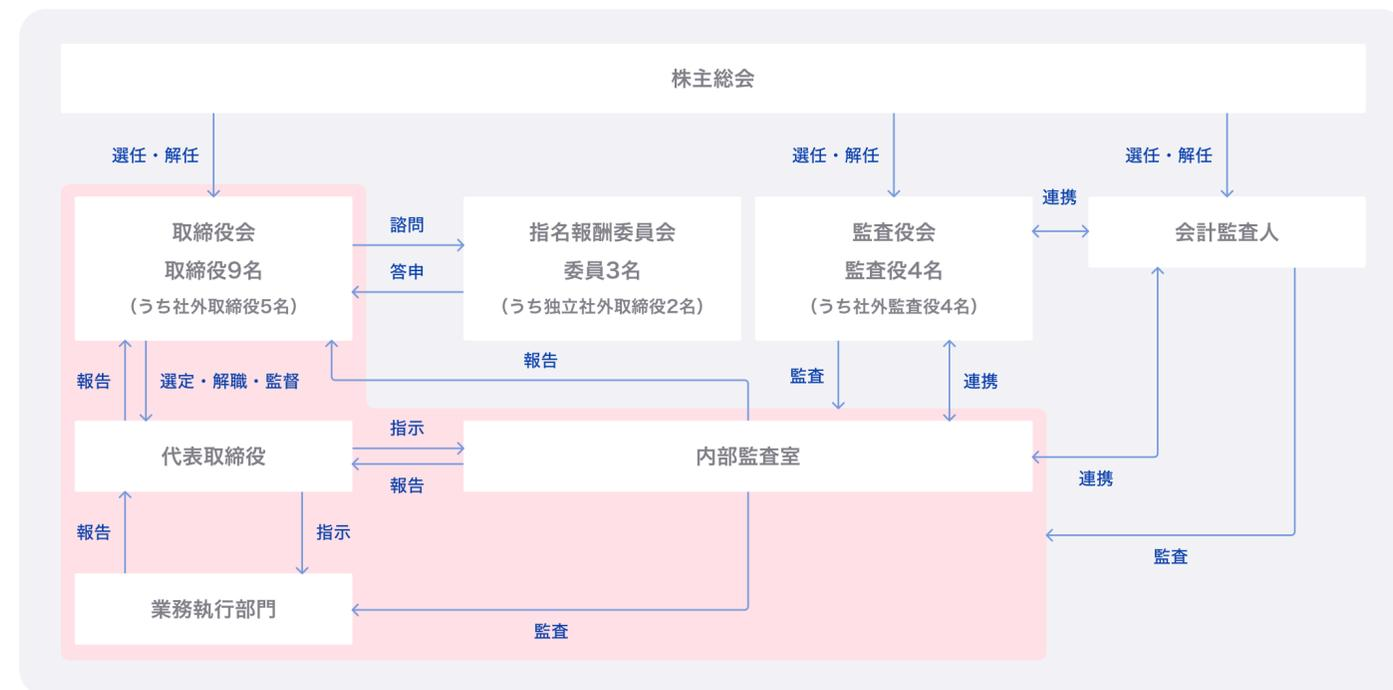 株主総会
選任・解任
選任・解任
選任・解任
取締役会
取締役9名
（うち社外取締役5名）
諮問
答申
指名報酬委員会
委員3名
（うち独立社外取締役2名）
監査役会
監査役4名
（うち社外監査役4名）
連携
会計監査人
報告
選定・解職・監督
報告
監査
連携
代表取締役
指示
報告
内部監査室
連携
報告
指示
監査
業務執行部門
監査